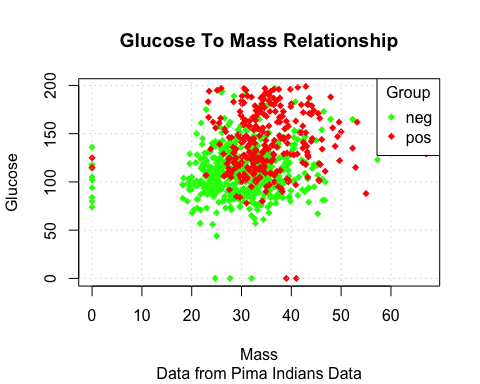 Glucose To Mass Relationship
Glucose
200
150
100
50
0
Group
neg
pos
0 10 20 30 40 50 60
Mass
Data from Pima Indians Data